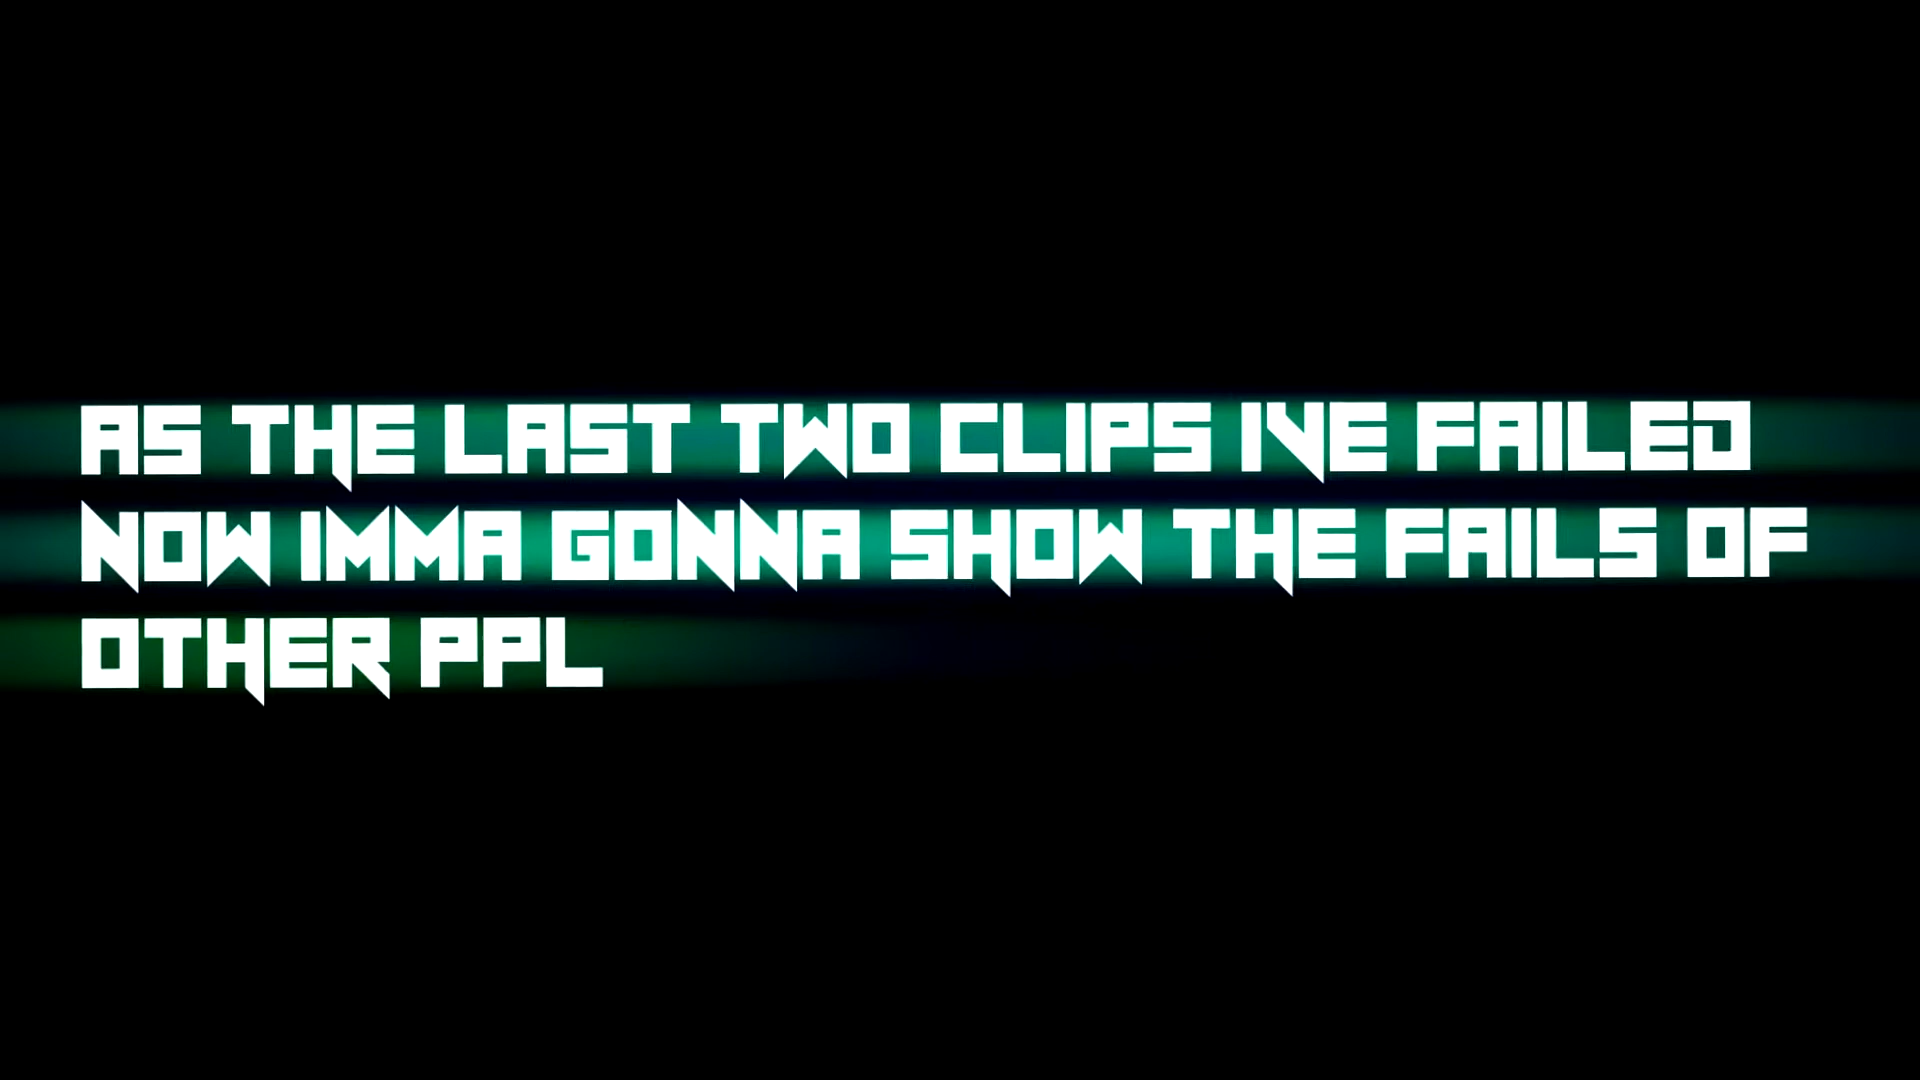 AS THE LAST TWO CLIPS IVE FAILED
NOW IMMA GONNA SHOW THE FAILS OF
OTHER PPL